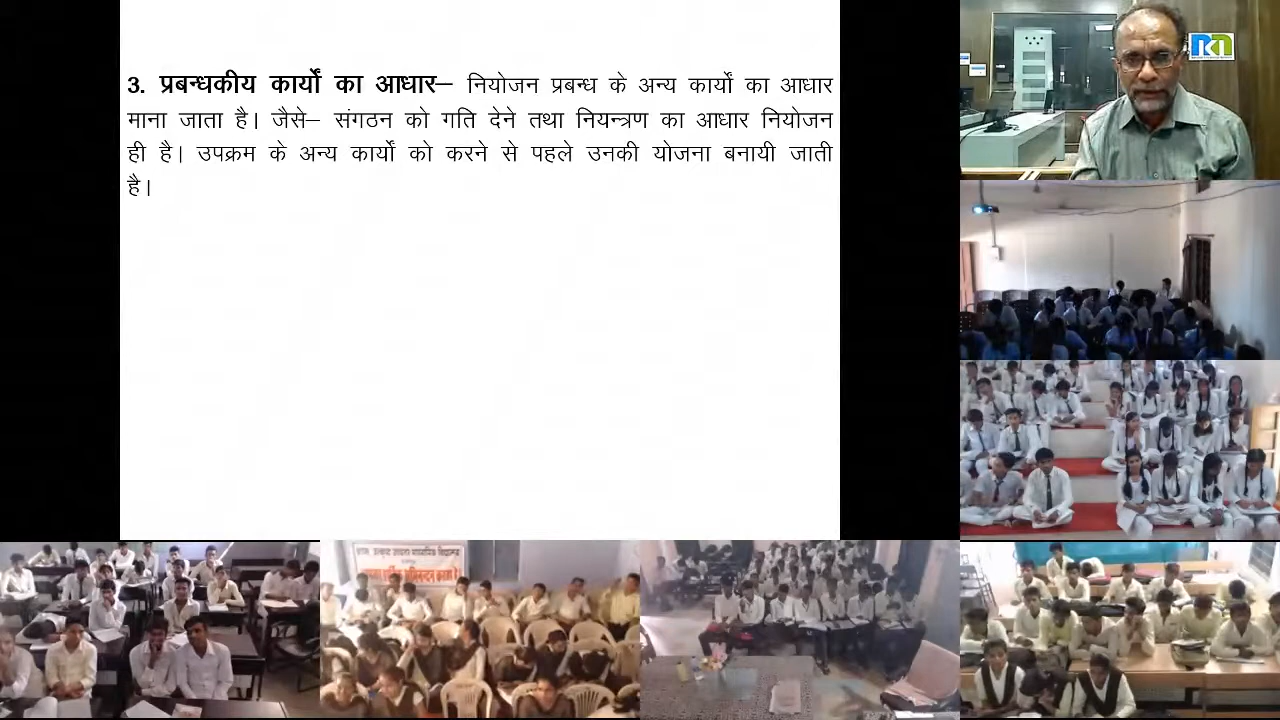 3. प्रबन्धकीय कार्यों का आधार– नियोजन प्रबन्ध के अन्य कार्यों का आधार
माना जाता है। जैसे– संगठन को गति देने तथा नियन्त्रण का आधार नियोजन
ही है। उपक्रम के अन्य कार्यों को करने से पहले उनकी योजना बनायी जाती
है।